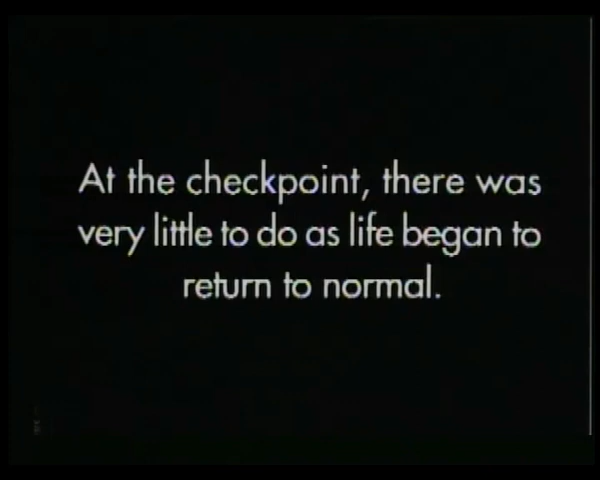 At the checkpoint, there was
very little to do as life began to
return to normal.